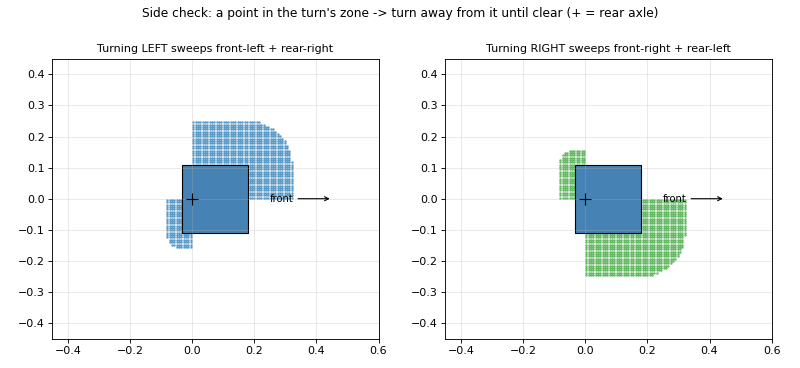 Side check: a point in the turn's zone -> turn away from it until clear (+ = rear axle)
Turning LEFT sweeps front-left + rear-right
0.4
0.3
0.2
0.1
0.0
−0.1
−0.2
−0.3
−0.4
front
−0.4 −0.2 0.0 0.2 0.4 0.6
Turning RIGHT sweeps front-right + rear-left
0.4
0.3
0.2
0.1
0.0
−0.1
−0.2
−0.3
−0.4
front
−0.4 −0.2 0.0 0.2 0.4 0.6